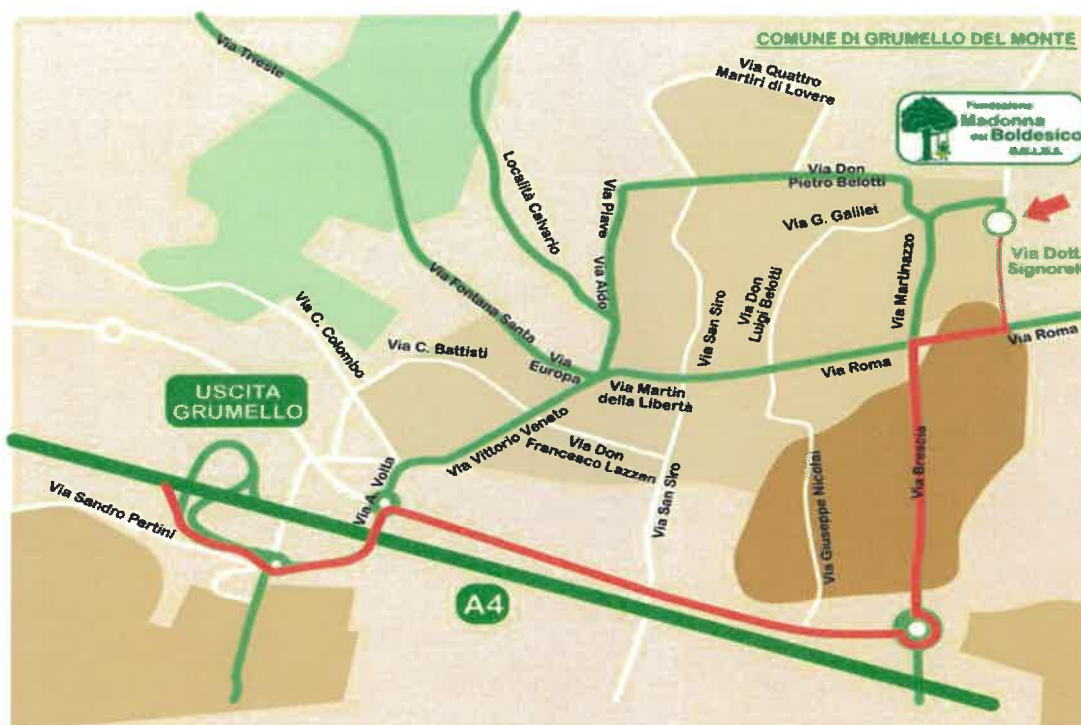 COMUNE DI GRUMELLO DEL MONTE
Via Trieste
Via Quattro
Martiri di Lovere
Fondazione
Madonna
del Boldesico
O.N.L.U.S.
Località Calvario
Via Piave
Via Aldo
Via Don
Pietro Belotti
Via G. Galilei
Via Dott.
Signorelli
Via Martinazzo
Via Fontana Santa
Via C. Colombo
Via San Siro
Via Don
Luigi Belotti
Via C. Battisti
Via
Europa
Via Roma
Via Roma
Via Martiri
della Libertà
USCITA
GRUMELLO
Via Vittorio Veneto
Via Don
Francesco Lazzari
Via A. Volta
Via San Siro
Via Giuseppe Nicolai
Via Brescia
Via Sandro Pertini
A4